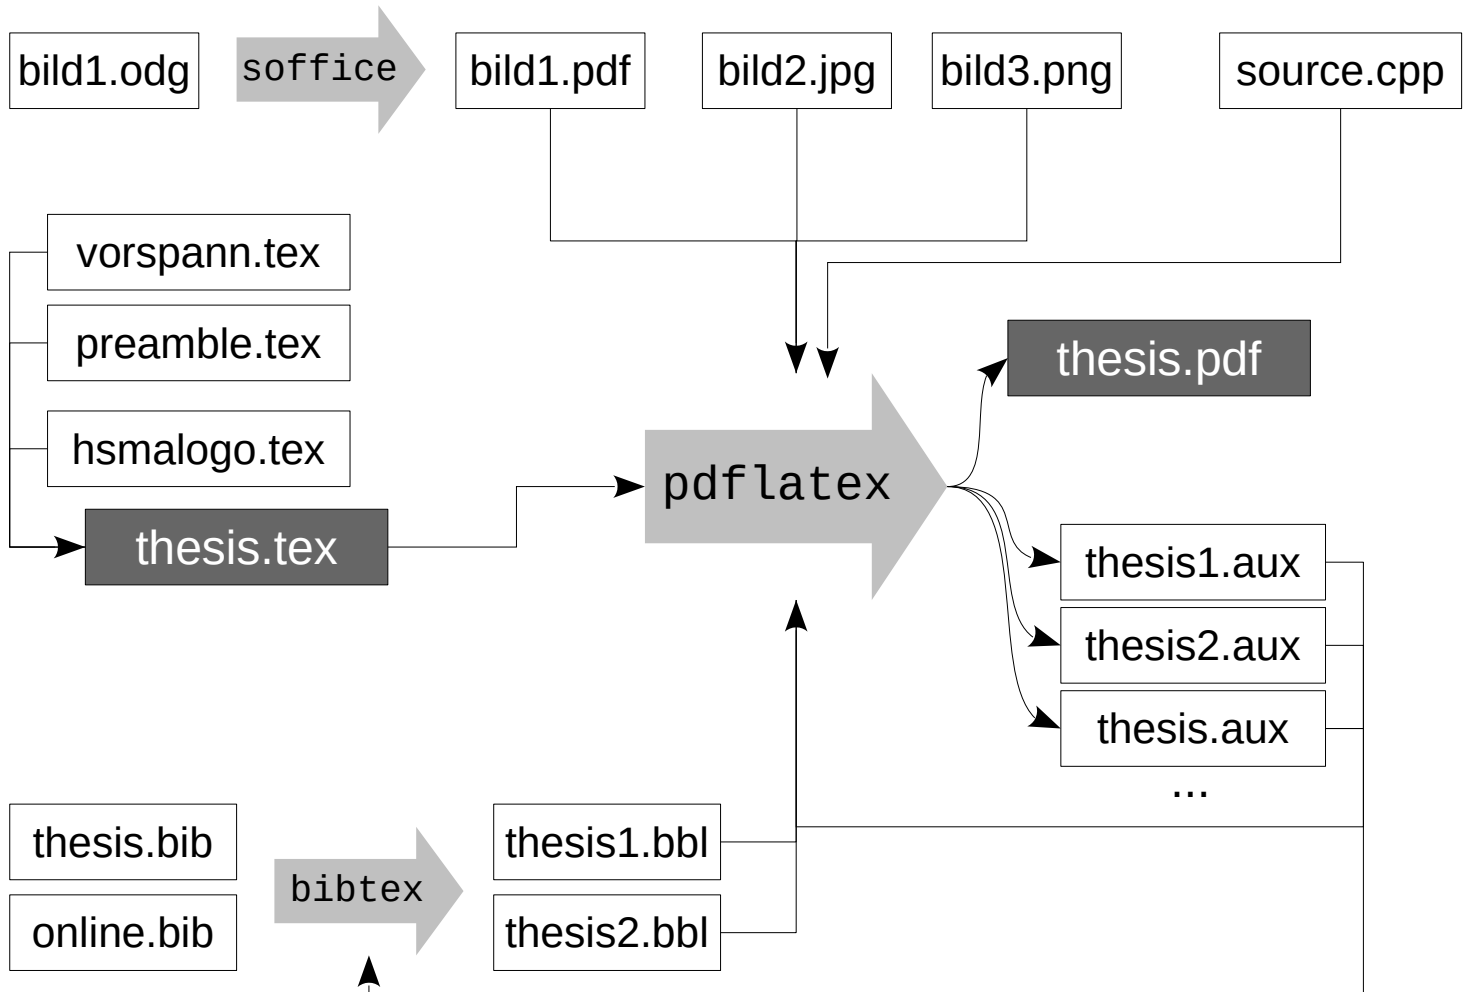 bild1.odg
soffice
bild1.pdf
bild2.jpg
bild3.png
source.cpp
vorspann.tex
preamble.tex
hsmalogo.tex
thesis.tex
pdflatex
thesis.pdf
thesis1.aux
thesis2.aux
thesis.aux
...
thesis.bib
online.bib
bibtex
thesis1.bbl
thesis2.bbl